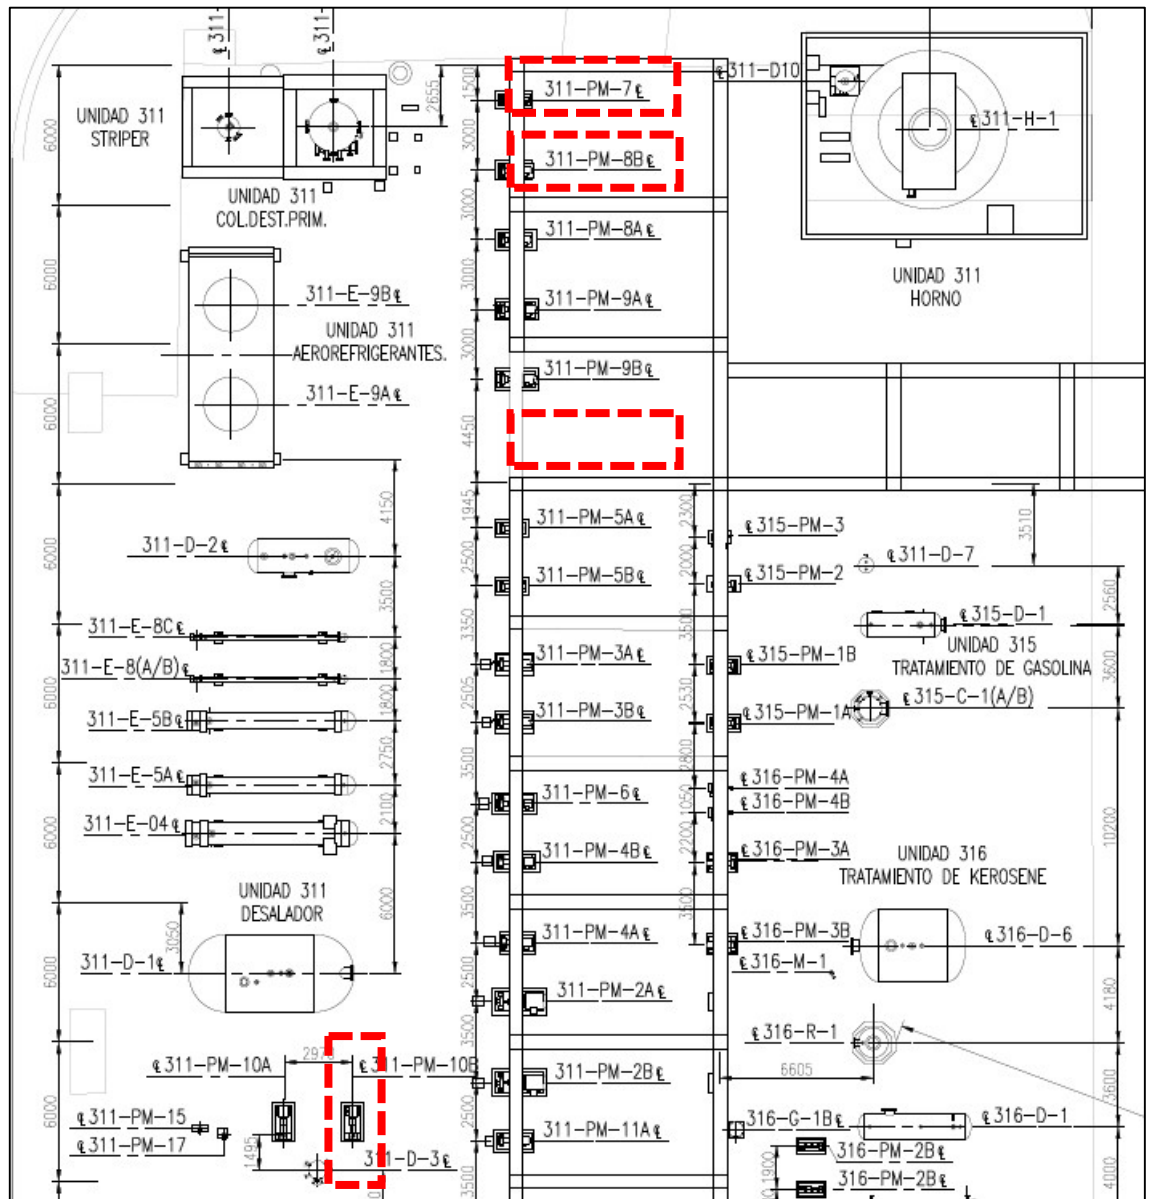 311-
311-
UNIDAD 311
STRIPER
6000
1500
2655
3000
311-PM-7
311-PM-8B
311-D10
311-H-1
UNIDAD 311
COL.DEST.PRIM.
3000
311-PM-8A
6000
3000
311-PM-9A
UNIDAD 311
HORNO
311-E-9B
UNIDAD 311
AEROREFRIGERANTES.
3000
311-PM-9B
6000
311-E-9A
4450
4150
1945
2300
3510
311-PM-5A
315-PM-3
6000
311-D-2
2500
2000
311-D-7
311-PM-5B
315-PM-2
3500
2560
3350
3500
315-D-1
311-E-8C
UNIDAD 315
TRATAMIENTO DE GASOLINA
311-E-8(A/B)
1800
311-PM-3A
315-PM-1B
3600
6000
1800
2505
2530
315-C-1(A/B)
311-E-5B
311-PM-3B
315-PM-1A
2750
3500
2800
311-E-5A
316-PM-4A
311-PM-6
1050
316-PM-4B
2100
6000
311-E-04
2500
2200
10200
311-PM-4B
316-PM-3A
UNIDAD 316
TRATAMIENTO DE KEROSENE
UNIDAD 311
DESALADOR
6000
3500
3500
3050
311-PM-4A
316-PM-3B
316-D-6
6000
311-D-1
316-M-1
2500
311-PM-2A
4180
3500
316-R-1
2970
311-PM-10A
311-PM-10B
311-PM-2B
6605
6000
3600
2500
311-PM-15
316-G-1B
316-D-1
311-PM-17
1495
311-PM-11A
311-D-3
316-PM-2B
1900
3500
316-PM-2B
4000